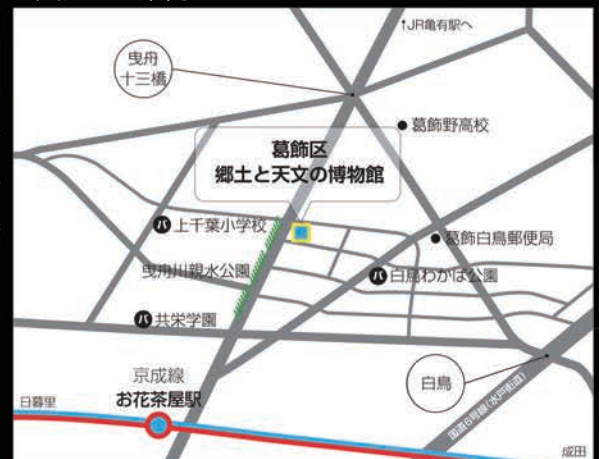 ↑JR亀有駅へ
曳舟
十三橋
葛飾野高校
葛飾区
郷土と天文の博物館
バ 上千葉小学校
葛飾白鳥郵便局
曳舟川親水公園
バ 白鳥わかば公園
バ 共栄学園
京成線
お花茶屋駅
白鳥
国道6号線(水戸街道)
日暮里
成田